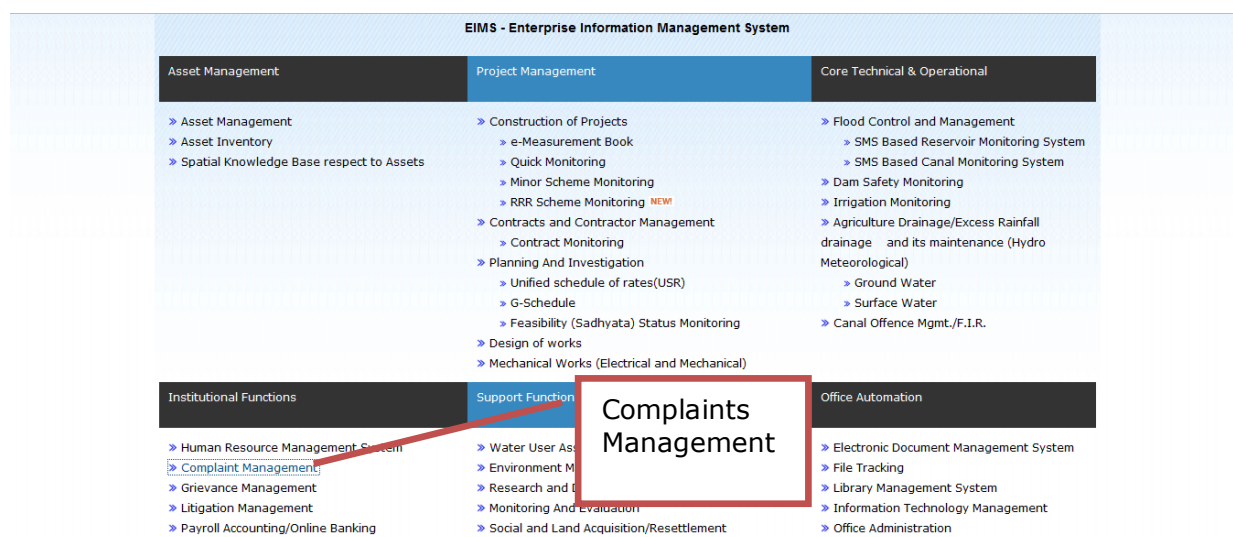 EIMS - Enterprise Information Management System
Asset Management
» Asset Management
» Asset Inventory
» Spatial Knowledge Base respect to Assets
Project Management
» Construction of Projects
» e-Measurement Book
» Quick Monitoring
» Minor Scheme Monitoring
» RRR Scheme Monitoring NEW!
» Contracts and Contractor Management
» Contract Monitoring
» Planning And Investigation
» Unified schedule of rates(USR)
» G-Schedule
» Feasibility (Sadhyata) Status Monitoring
» Design of works
» Mechanical Works (Electrical and Mechanical)
Core Technical & Operational
» Flood Control and Management
» SMS Based Reservoir Monitoring System
» SMS Based Canal Monitoring System
» Dam Safety Monitoring
» Irrigation Monitoring
» Agriculture Drainage/Excess Rainfall
drainage and its maintenance (Hydro
Meteorological)
» Ground Water
» Surface Water
» Canal Offence Mgmt./F.I.R.
Institutional Functions
» Human Resource Management System
» Complaint Management
» Grievance Management
» Litigation Management
» Payroll Accounting/Online Banking
Support Function
» Water User
» Environment
» Research and
» Monitoring And Evaluation
» Social and Land Acquisition/Resettlement
Complaints
Management
Office Automation
» Electronic Document Management System
» File Tracking
» Library Management System
» Information Technology Management
» Office Administration